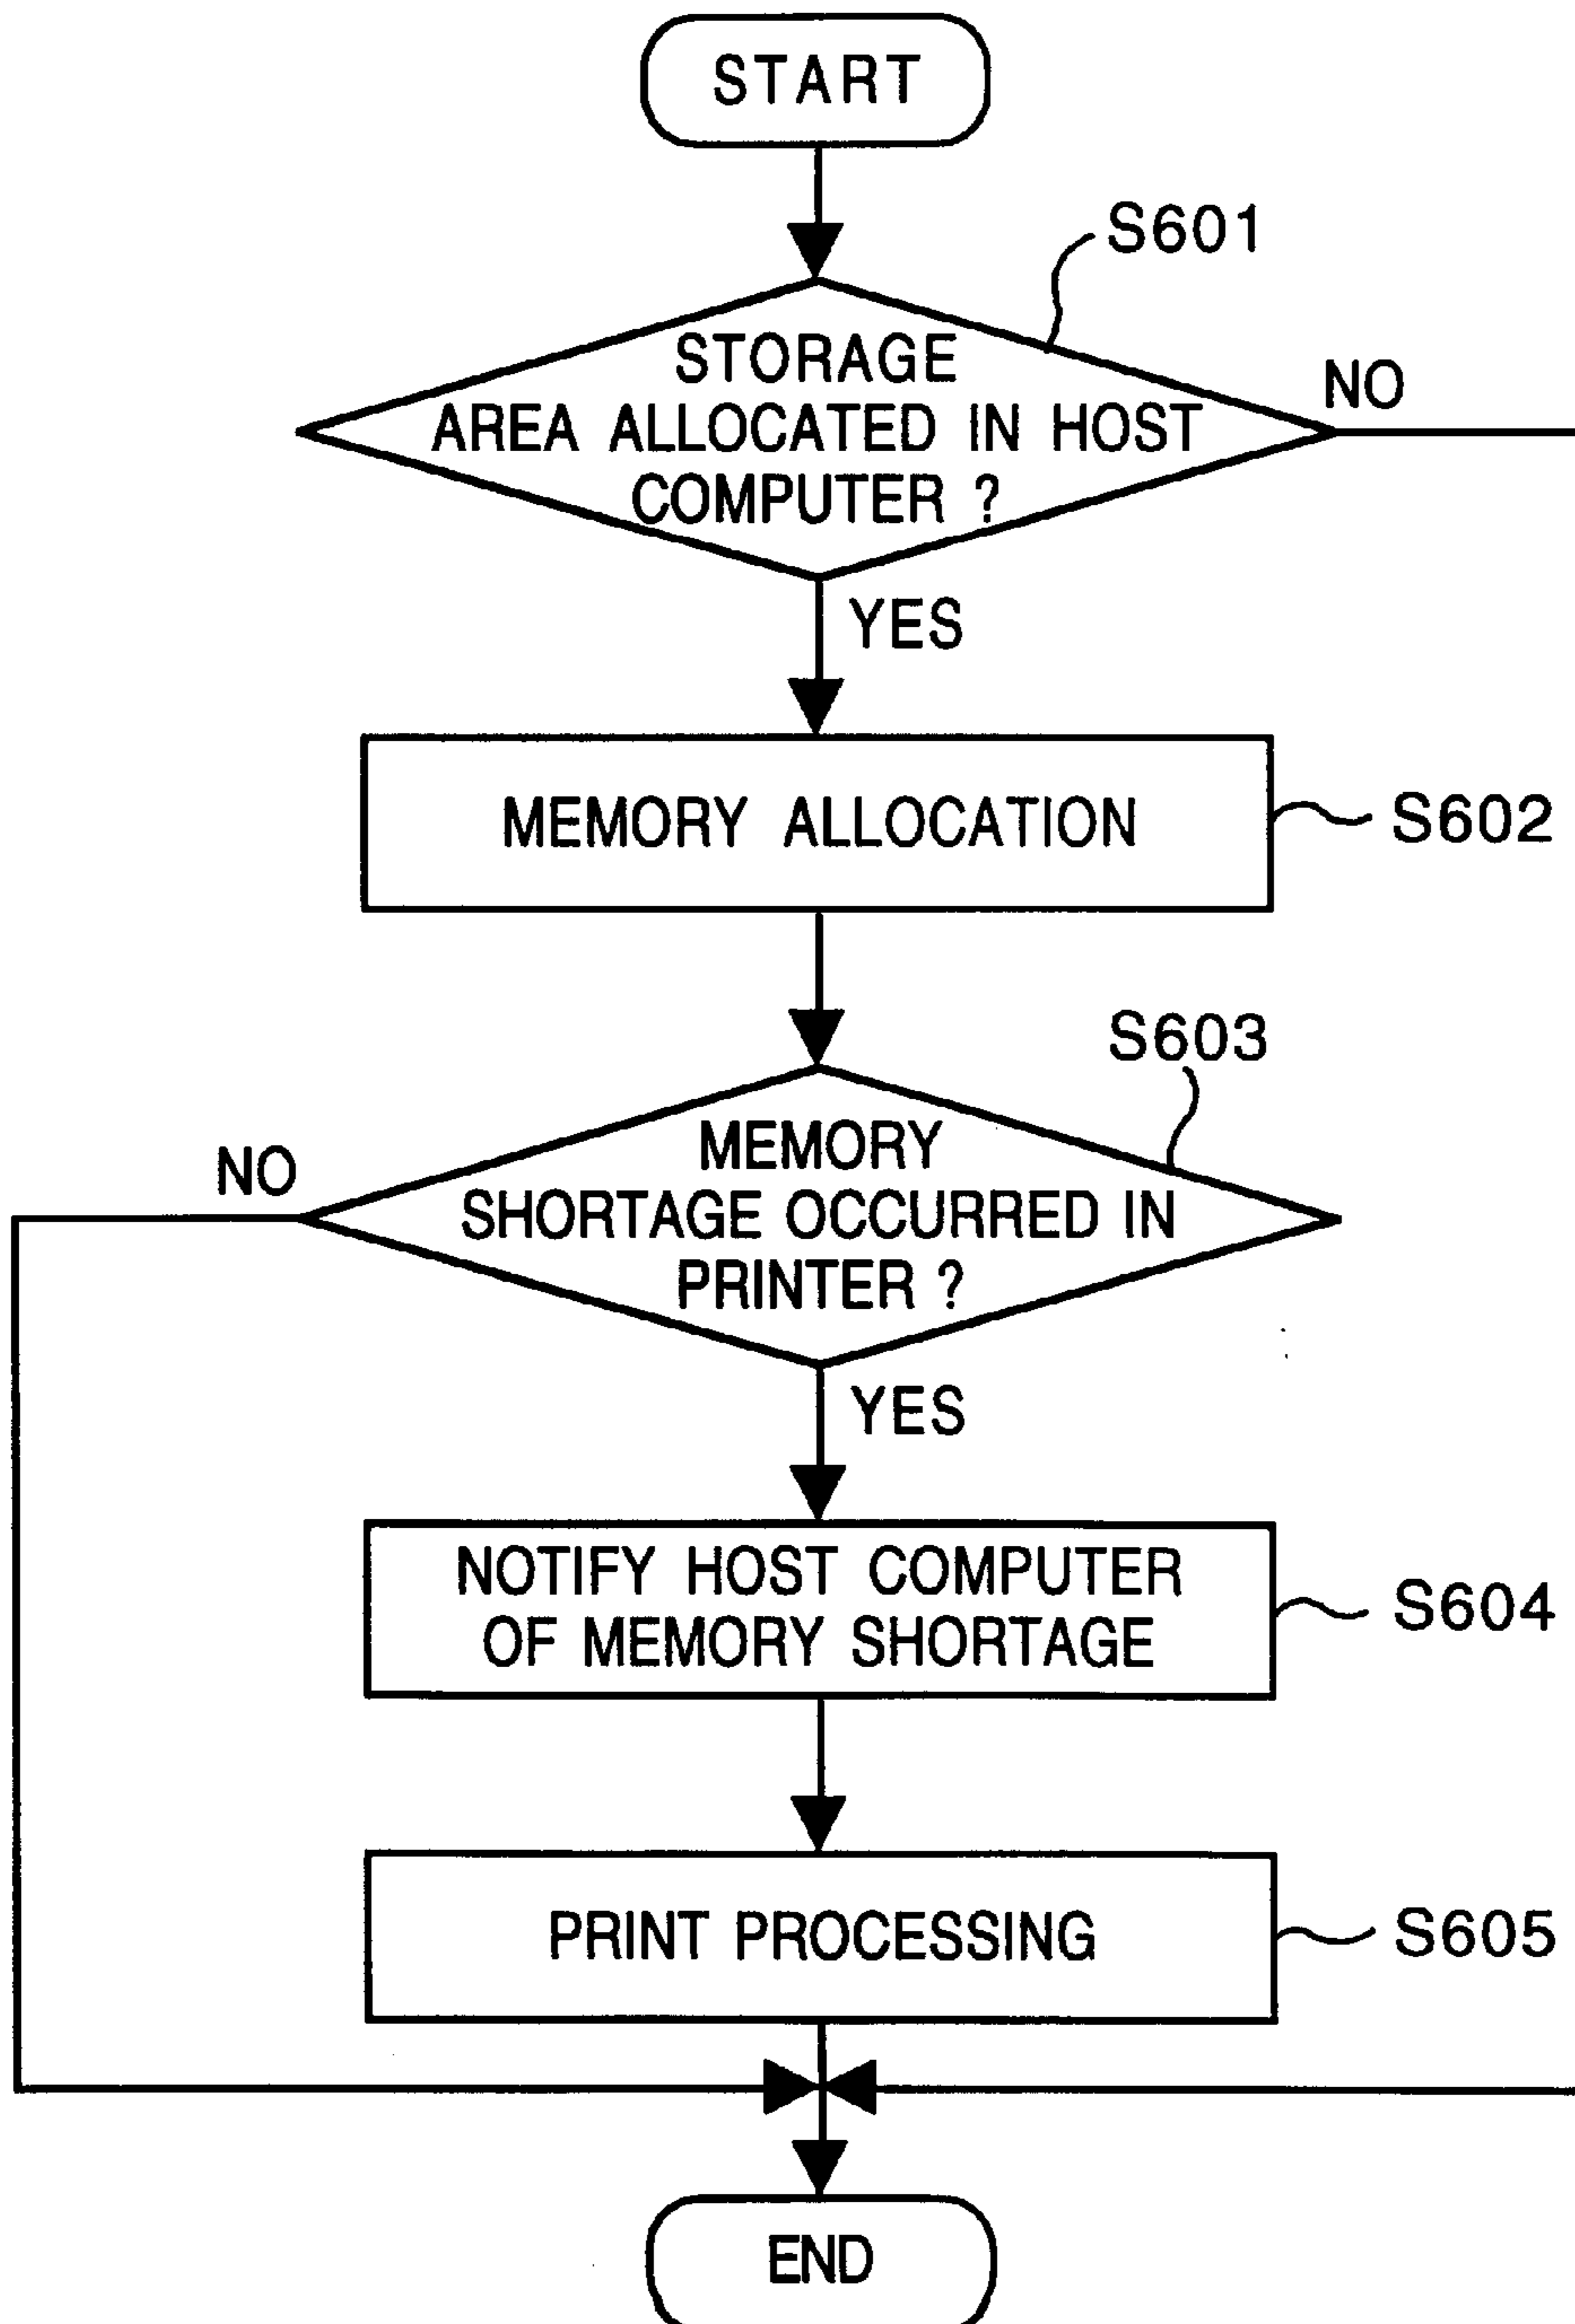 START
S601
STORAGE
AREA ALLOCATED IN HOST
COMPUTER ?
NO
YES
MEMORY ALLOCATION
S602
S603
MEMORY
SHORTAGE OCCURRED IN
PRINTER ?
NO
YES
NOTIFY HOST COMPUTER
OF MEMORY SHORTAGE
S604
PRINT PROCESSING
S605
END